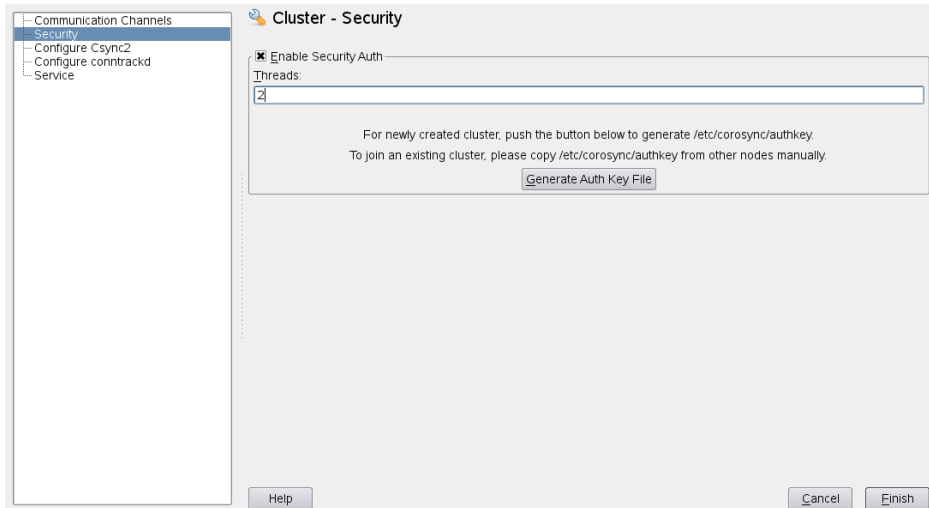 Communication Channels
Security
Configure Csync2
Configure conntrackd
Service
Cluster - Security
Enable Security Auth
Threads:
2
For newly created cluster, push the button below to generate /etc/corosync/authkey.
To join an existing cluster, please copy /etc/corosync/authkey from other nodes manually.
Generate Auth Key File
Help
Cancel
Finish